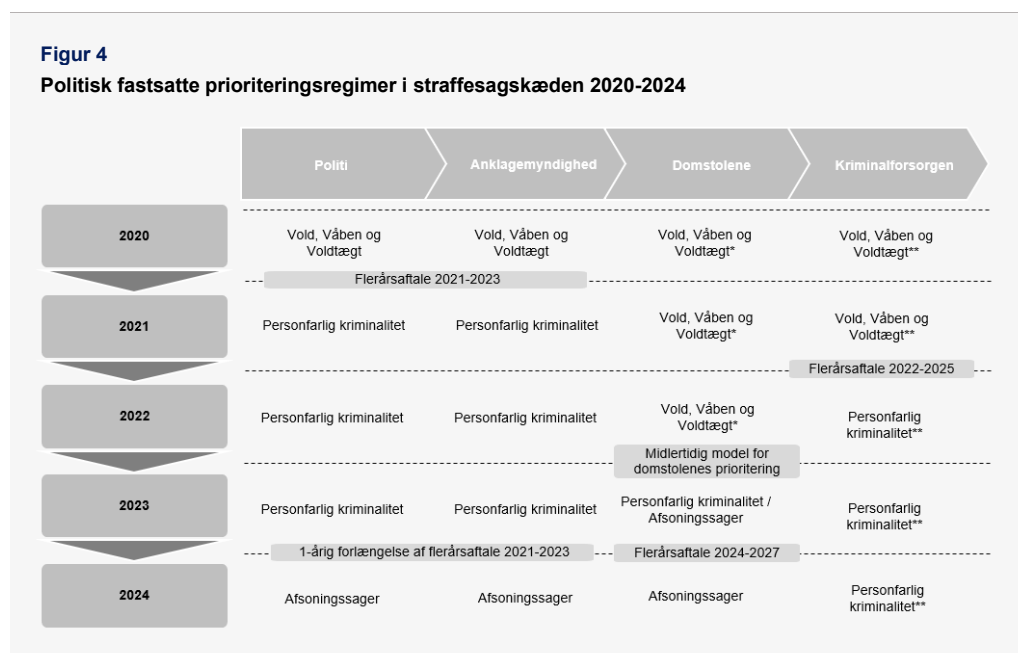 Figur 4
Politisk fastsatte prioriteringsregimer i straffesagskæden 2020-2024
Politi
Anklagemyndighed
Domstolene
Kriminalforsorgen
2020
Vold, Våben og
Voldtægt
Vold, Våben og
Voldtægt
Vold, Våben og
Voldtægt*
Vold, Våben og
Voldtægt**
Flerårsaftale 2021-2023
2021
Personfarlig kriminalitet
Personfarlig kriminalitet
Vold, Våben og
Voldtægt*
Vold, Våben og
Voldtægt**
Flerårsaftale 2022-2025
2022
Personfarlig kriminalitet
Personfarlig kriminalitet
Vold, Våben og
Voldtægt*
Personfarlig
kriminalitet**
Midlertidig model for
domstolenes prioritering
2023
Personfarlig kriminalitet
Personfarlig kriminalitet
Personfarlig kriminalitet /
Afsoningssager
Personfarlig
kriminalitet**
1-årig forlængelse af flerårsaftale 2021-2023
Flerårsaftale 2024-2027
2024
Afsoningssager
Afsoningssager
Afsoningssager
Personfarlig
kriminalitet**